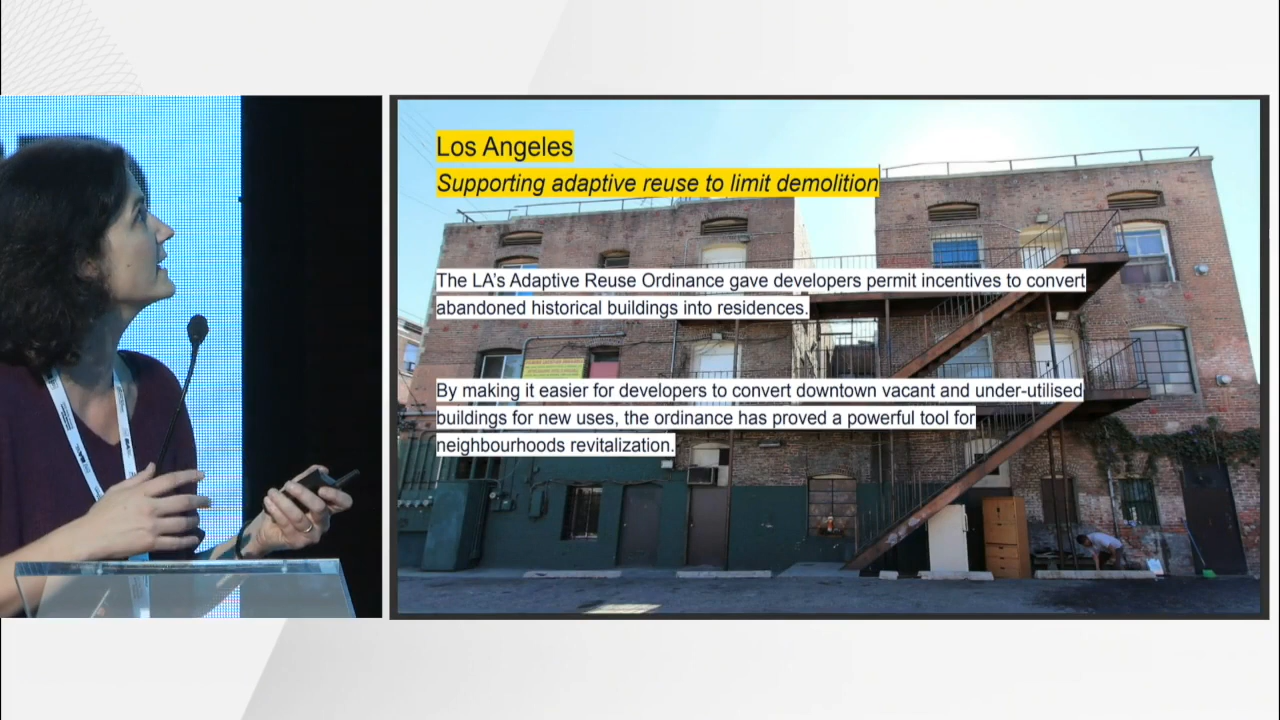 Los Angeles
Supporting adaptive reuse to limit demolition
The LA's Adaptive Reuse Ordinance gave developers permit incentives to convert
abandoned historical buildings into residences.
By making it easier for developers to convert downtown vacant and under-utilised
buildings for new uses, the ordinance has proved a powerful tool for
neighbourhoods revitalization.